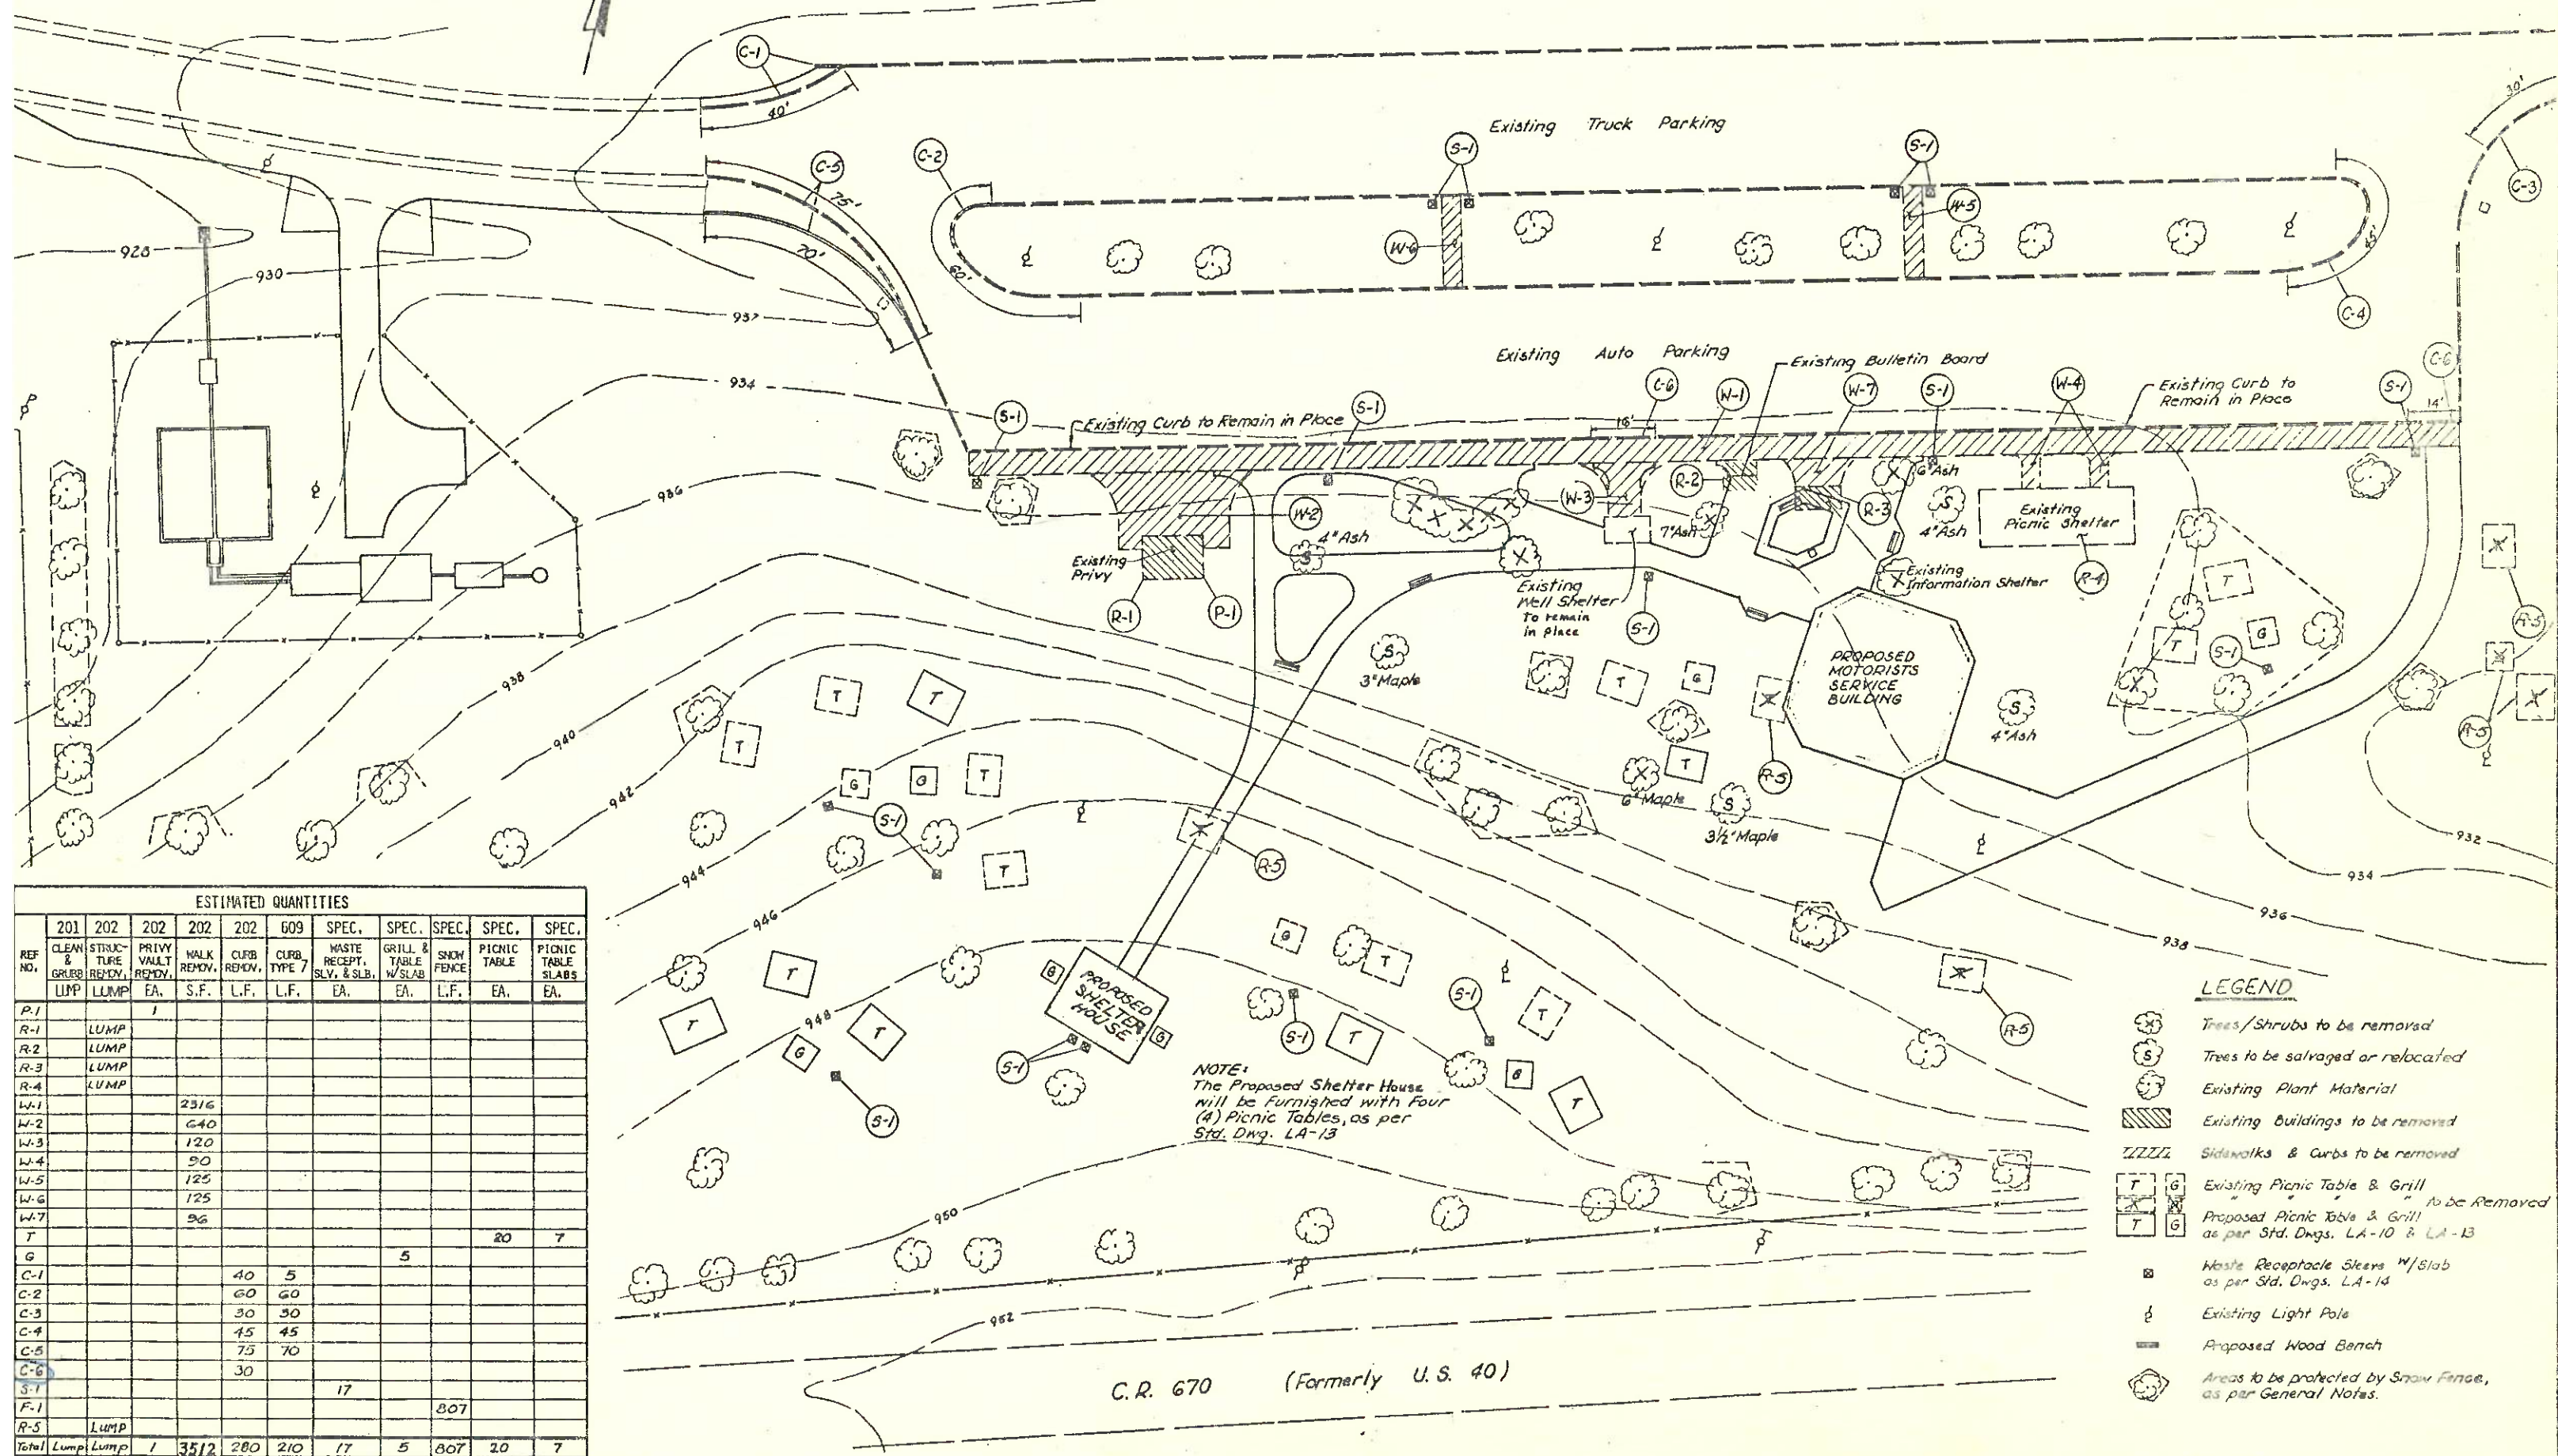 C-1
40'
C-5
75'
70'
C-2
60'
Existing Truck Parking
S-1
S-1
W-6
W-5
45'
C-4
30'
C-3
928
930
932
934
936
938
940
942
944
946
948
950
952
Existing Auto Parking
Existing Bulletin Board
S-1
Existing Curb to Remain in Place
S-1
C-6
16'
W-1
W-7
S-1
W-4
Existing Curb to
Remain in Place
S-1
C-6
14'
W-2
4" Ash
S
Existing
Privy
R-1
P-1
W-3
R-2
7" Ash
R-3
6" Ash
S
4" Ash
Existing
Picnic Shelter
R-4
Existing
Well Shelter
To remain
in place
S-1
Existing
Information Shelter
S
3" Maple
T
G
R-5
T
6" Maple
S
3½" Maple
PROPOSED
MOTORISTS
SERVICE
BUILDING
S
4" Ash
T
T
G
S-1
R-5
R-5
T
T
T
G
G
T
S-1
T
R-5
932
934
936
938
R-5
T
T
T
G
S-1
G
PROPOSED
SHELTER
HOUSE
G
S-1
G
T
S-1
T
S-1
T
G
T
NOTE:
The Proposed Shelter House
will be Furnished with Four
(4) Picnic Tables, as per
Std. Dwg. LA-13
C.R. 670 (Formerly U.S. 40)
ESTIMATED QUANTITIES
REF NO. 201 202 202 202 202 609 SPEC. SPEC. SPEC. SPEC. SPEC.
CLEAN & GRUBB STRUC-TURE REMOV. PRIVY VAULT REMOV. WALK REMOV. CURB REMOV. CURB TYPE 7 WASTE RECEPT. SLV. & SLB. GRILL & TABLE W/SLAB SNOW FENCE PICNIC TABLE PICNIC TABLE SLABS
LUMP LUMP EA. S.F. L.F. L.F. EA. EA. L.F. EA. EA.
P-1 1
R-1 LUMP
R-2 LUMP
R-3 LUMP
R-4 LUMP
W-1 2316
W-2 640
W-3 120
W-4 90
W-5 125
W-6 125
W-7 96
T 20 7
G 5
C-1 40 5
C-2 60 60
C-3 30 30
C-4 45 45
C-5 75 70
C-6 30
S-1 17
F-1 807
R-5 LUMP
Total Lump Lump 1 3512 280 210 17 5 807 20 7
LEGEND
Trees/Shrubs to be removed
S Trees to be salvaged or relocated
Existing Plant Material
Existing Buildings to be removed
Sidewalks & Curbs to be removed
T G Existing Picnic Table & Grill
" " " " to be Removed
T G Proposed Picnic Table & Grill
as per Std. Dwgs. LA-10 & LA-13
Waste Receptacle Sleeve W/Slab
as per Std. Dwgs. LA-14
Existing Light Pole
Proposed Wood Bench
Areas to be protected by Snow Fence,
as per General Notes.